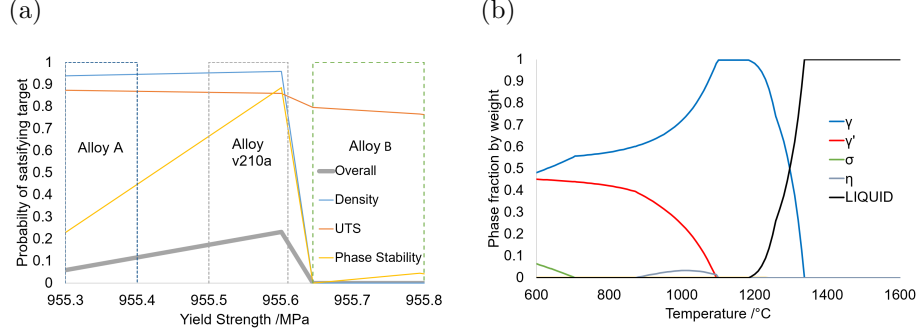 (a)
Probabilty of satsifying target
1
0.9
0.8
0.7
0.6
0.5
0.4
0.3
0.2
0.1
0
955.3 955.4 955.5 955.6 955.7 955.8
Yield Strength /MPa
Alloy A
Alloy
v210a
Alloy B
Overall
Density
UTS
Phase Stability
(b)
Phase fraction by weight
1
0.9
0.8
0.7
0.6
0.5
0.4
0.3
0.2
0.1
0
600 800 1000 1200 1400 1600
Temperature /°C
γ
γ'
σ
η
LIQUID